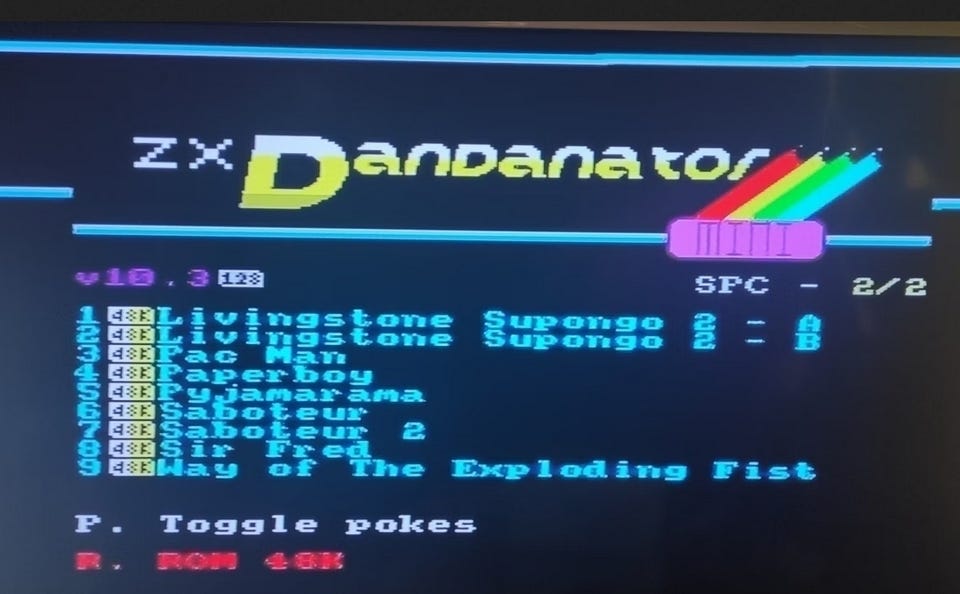 ZX Dandanator
MINI
v10.3 128
SPC - 2/2
1 48K Livingstone Supongo 2 - A
2 48K Livingstone Supongo 2 - B
3 48K Pac Man
4 48K Paperboy
5 48K Pyjamarama
6 48K Saboteur
7 48K Saboteur 2
8 48K Sir Fred
9 48K Way of The Exploding Fist
P. Toggle pokes
R. ROM 48K